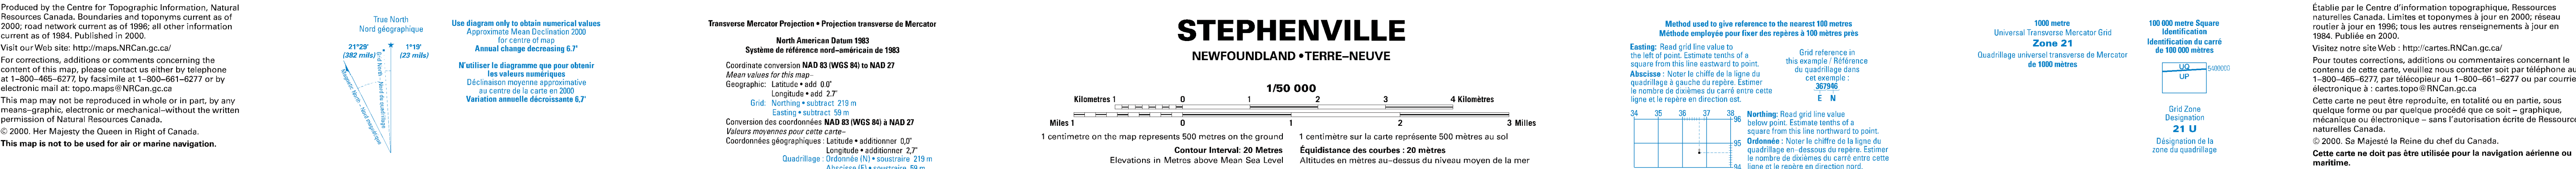 Produced by the Centre for Topographic Information, Natural
Resources Canada. Boundaries and toponyms current as of
2000; road network current as of 1996; all other information
current as of 1984. Published in 2000.
Visit our Web site: http://maps.NRCan.gc.ca/
For corrections, additions or comments concerning the
content of this map, please contact us either by telephone
at 1–800–465–6277, by facsimile at 1–800–661–6277 or by
electronic mail at: topo.maps@NRCan.gc.ca
This map may not be reproduced in whole or in part, by any
means–graphic, electronic or mechanical–without the written
permission of Natural Resources Canada.
© 2000. Her Majesty the Queen in Right of Canada.
This map is not to be used for air or marine navigation.
True North
Nord géographique
21°29'
(382 mils)
1°19'
(23 mils)
Magnetic North - Nord magnétique
Grid North - Nord du quadrillage
Use diagram only to obtain numerical values
Approximate Mean Declination 2000
for centre of map
Annual change decreasing 6.7'
N'utiliser le diagramme que pour obtenir
les valeurs numériques
Déclinaison moyenne approximative
au centre de la carte en 2000
Variation annuelle décroissante 6,7'
Transverse Mercator Projection • Projection transverse de Mercator
North American Datum 1983
Système de référence nord–américain de 1983
Coordinate conversion NAD 83 (WGS 84) to NAD 27
Mean values for this map–
Geographic: Latitude • add 0.0"
Longitude • add 2.7"
Grid: Northing • subtract 219 m
Easting • subtract 59 m
Conversion des coordonnées NAD 83 (WGS 84) à NAD 27
Valeurs moyennes pour cette carte–
Coordonnées géographiques : Latitude • additionner 0,0"
Longitude • additionner 2,7"
Quadrillage : Ordonnée (N) • soustraire 219 m
Abscisse (E) • soustraire 59 m
STEPHENVILLE
NEWFOUNDLAND • TERRE–NEUVE
1/50 000
Kilometres 1 0 1 2 3 4 Kilomètres
Miles 1 0 1 2 3 Milles
1 centimetre on the map represents 500 metres on the ground
1 centimètre sur la carte représente 500 mètres au sol
Contour Interval: 20 Metres
Équidistance des courbes : 20 mètres
Elevations in Metres above Mean Sea Level
Altitudes en mètres au–dessus du niveau moyen de la mer
Method used to give reference to the nearest 100 metres
Méthode employée pour fixer des repères à 100 mètres près
Easting: Read grid line value to
the left of point. Estimate tenths of a
square from this line eastward to point.
Abscisse : Noter le chiffe de la ligne du
quadrillage à gauche du repère. Estimer
le nombre de dixièmes du carré entre cette
ligne et le repère en direction est.
Grid reference in
this example / Référence
du quadrillage dans
cet exemple :
367946
E N
34 35 36 37 38
96
95
94
Northing: Read grid line value
below point. Estimate tenths of a
square from this line northward to point.
Ordonnée : Noter le chiffre de la ligne du
quadrillage en–dessous du repère. Estimer
le nombre de dixièmes du carré entre cette
ligne et le repère en direction nord.
1000 metre
Universal Transverse Mercator Grid
Zone 21
Quadrillage universal transverse de Mercator
de 1000 mètres
100 000 metre Square
Identification
Identification du carré
de 100 000 mètres
UQ
UP
5400000
Grid Zone
Designation
21 U
Désignation de la
zone du quadrillage
Établie par le Centre d'information topographique, Ressources
naturelles Canada. Limites et toponymes à jour en 2000; réseau
routier à jour en 1996; tous les autres renseignements à jour en
1984. Publiée en 2000.
Visitez notre site Web : http://cartes.RNCan.gc.ca/
Pour toutes corrections, additions ou commentaires concernant le
contenu de cette carte, veuillez nous contacter soit par téléphone au
1–800–465–6277, par télécopieur au 1–800–661–6277 ou par courrie
électronique à : cartes.topo@RNCan.gc.ca
Cette carte ne peut être reproduite, en totalité ou en partie, sous
quelque forme ou par quelque procédé que ce soit – graphique,
mécanique ou électronique – sans l'autorisation écrite de Ressource
naturelles Canada.
© 2000. Sa Majesté la Reine du chef du Canada.
Cette carte ne doit pas être utilisée pour la navigation aérienne ou
maritime.